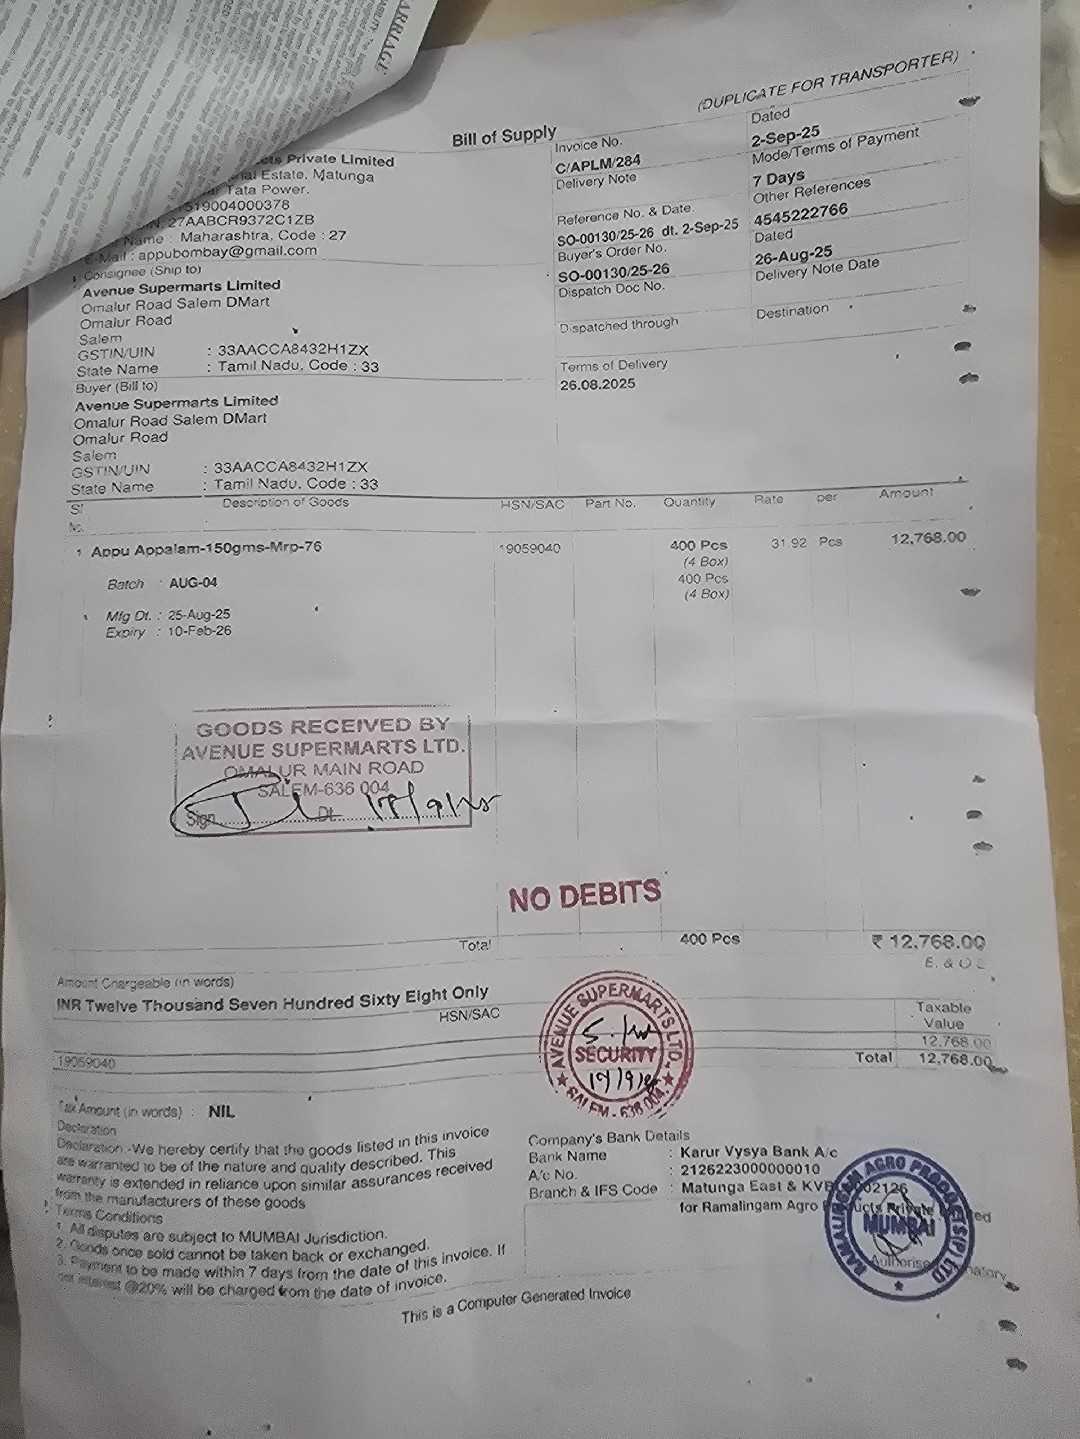 ARRIAGE
(DUPLICATE FOR TRANSPORTER)
Bill of Supply
cts Private Limited
Estate, Matunga
Tata Power.
519004000378
27AABCR9372C1ZB
Name : Maharashtra, Code : 27
E-Mail : appubombay@gmail.com
Invoice No.
C/APLM/284
Dated
2-Sep-25
Delivery Note
Mode/Terms of Payment
7 Days
Reference No. & Date.
SO-00130/25-26 dt. 2-Sep-25
Other References
4545222766
Buyer's Order No.
SO-00130/25-26
Dated
26-Aug-25
Dispatch Doc No.
Delivery Note Date
Dispatched through
Destination
Terms of Delivery
26.08.2025
Consignee (Ship to)
Avenue Supermarts Limited
Omalur Road Salem DMart
Omalur Road
Salem
GSTIN/UIN : 33AACCA8432H1ZX
State Name : Tamil Nadu, Code : 33
Buyer (Bill to)
Avenue Supermarts Limited
Omalur Road Salem DMart
Omalur Road
Salem
GSTIN/UIN : 33AACCA8432H1ZX
State Name : Tamil Nadu, Code : 33
Sl Description of Goods HSN/SAC Part No. Quantity Rate per Amount
No.
1 Appu Appalam-150gms-Mrp-76 19059040 400 Pcs 31.92 Pcs 12,768.00
(4 Box)
Batch : AUG-04 400 Pcs
(4 Box)
Mfg Dt. : 25-Aug-25
Expiry : 10-Feb-26
GOODS RECEIVED BY
AVENUE SUPERMARTS LTD.
OMALUR MAIN ROAD
SALEM-636 004
Sign Dt.
NO DEBITS
Total 400 Pcs ₹ 12,768.00
E. & O.E
Amount Chargeable (in words)
INR Twelve Thousand Seven Hundred Sixty Eight Only
HSN/SAC Taxable
Value
19059040 12,768.00
Total 12,768.00
AVENUE SUPERMARTS LTD.
SECURITY
SALEM - 636 004.
Tax Amount (in words) : NIL
Declaration
Declaration -We hereby certify that the goods listed in this invoice
are warranted to be of the nature and quality described. This
warranty is extended in reliance upon similar assurances received
from the manufacturers of these goods
Terms Conditions
1. All disputes are subject to MUMBAI Jurisdiction.
2. Goods once sold cannot be taken back or exchanged.
3. Payment to be made within 7 days from the date of this invoice. If
not interest @20% will be charged from the date of invoice.
Company's Bank Details
Bank Name : Karur Vysya Bank A/c
A/c No. : 2126223000000010
Branch & IFS Code : Matunga East & KVB 002126
for Ramalingam Agro Products Private Limited
RAMALINGAM AGRO PRODUCTS (P) LTD
MUMBAI
Authorised Signatory
This is a Computer Generated Invoice